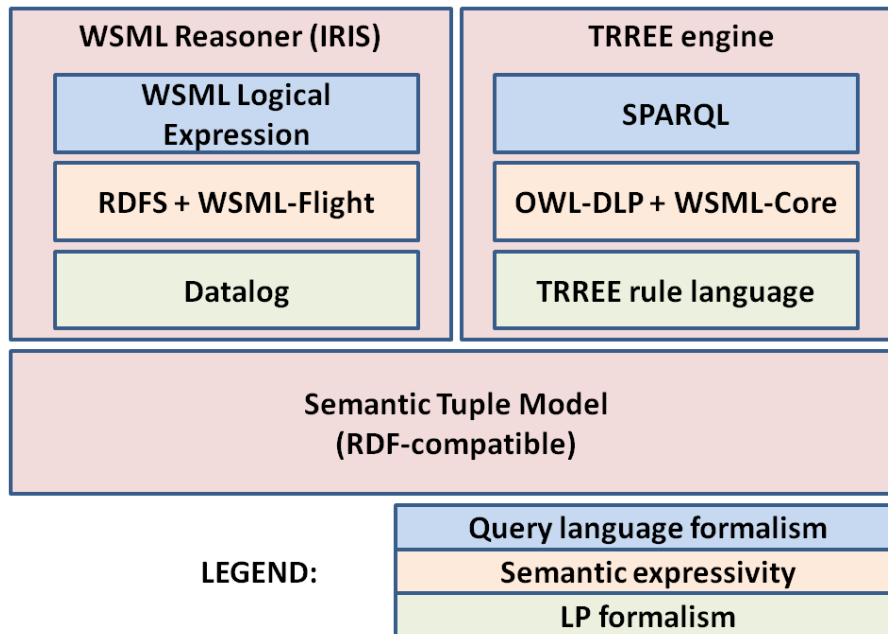 WSML Reasoner (IRIS)
WSML Logical
Expression
RDFS + WSML-Flight
Datalog
TRREE engine
SPARQL
OWL-DLP + WSML-Core
TRREE rule language
Semantic Tuple Model
(RDF-compatible)
LEGEND:
Query language formalism
Semantic expressivity
LP formalism